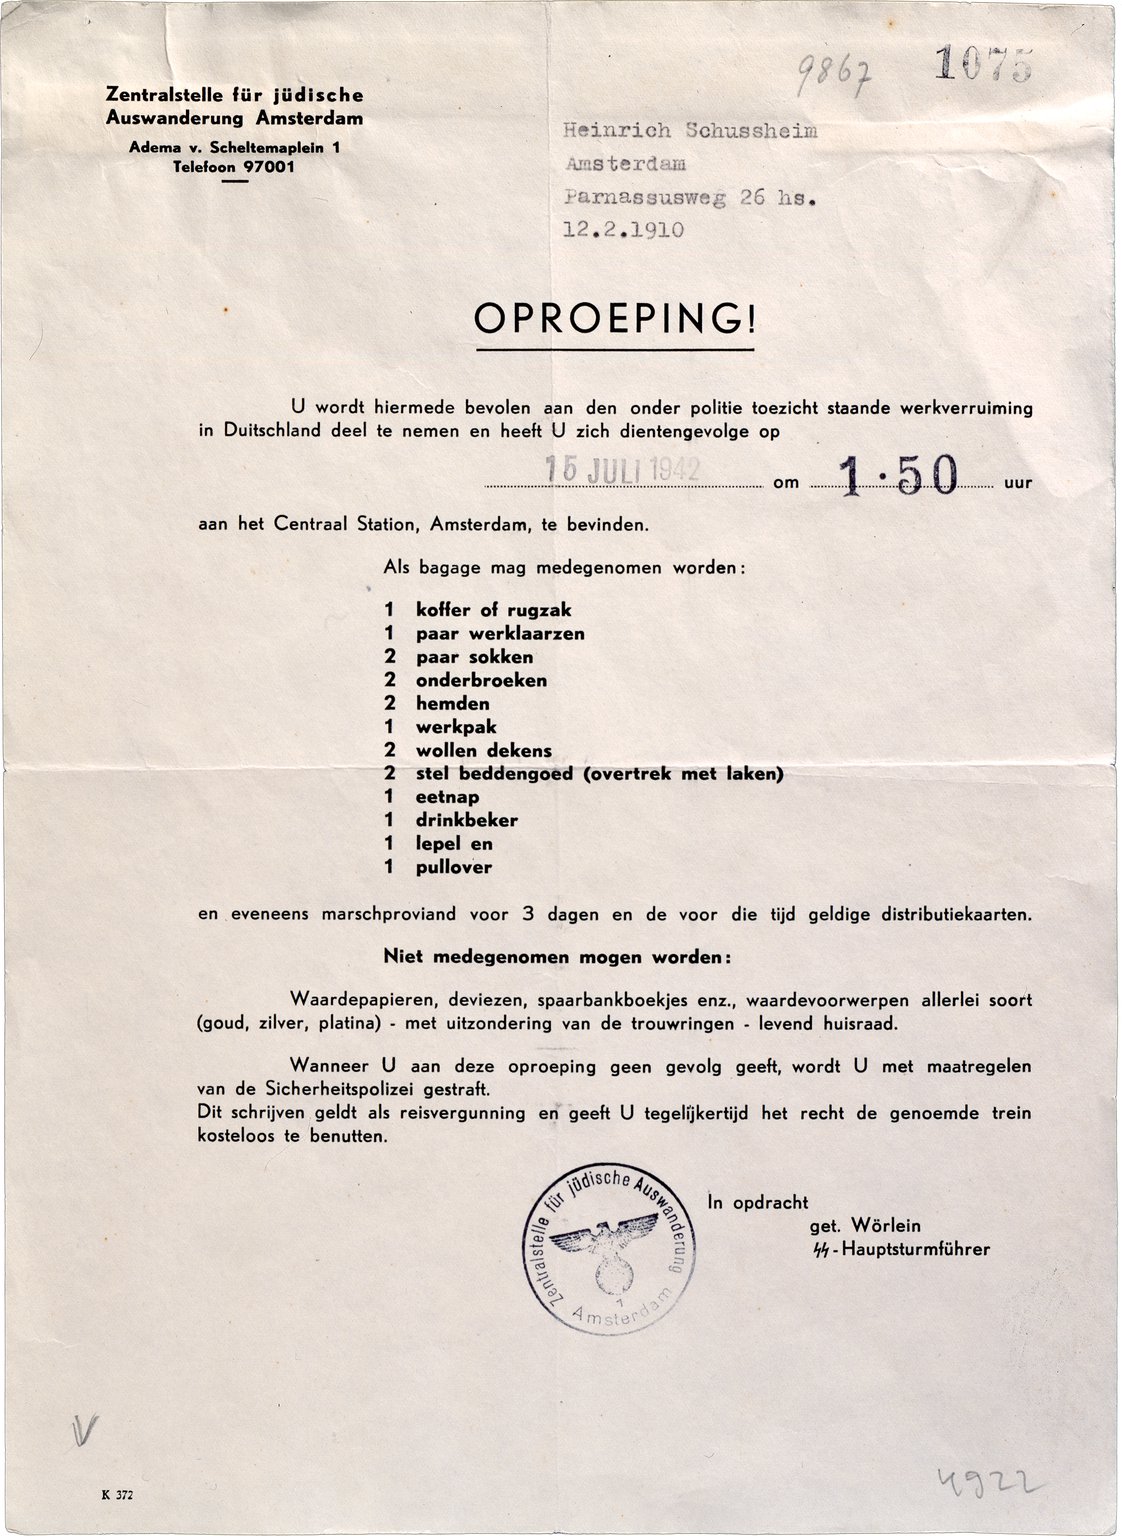 9867 1075
Zentralstelle für jüdische
Auswanderung Amsterdam
Adema v. Scheltemaplein 1
Telefoon 97001
Heinrich Schussheim
Amsterdam
Parnassusweg 26 hs.
12.2.1910
OPROEPING!
U wordt hiermede bevolen aan den onder politie toezicht staande werkverruiming
in Duitschland deel te nemen en heeft U zich dientengevolge op
15 JULI 1942 om 1.50 uur
aan het Centraal Station, Amsterdam, te bevinden.
Als bagage mag medegenomen worden:
1 koffer of rugzak
1 paar werklaarzen
2 paar sokken
2 onderbroeken
2 hemden
1 werkpak
2 wollen dekens
2 stel beddengoed (overtrek met laken)
1 eetnap
1 drinkbeker
1 lepel en
1 pullover
en eveneens marschproviand voor 3 dagen en de voor die tijd geldige distributiekaarten.
Niet medegenomen mogen worden:
Waardepapieren, deviezen, spaarbankboekjes enz., waardevoorwerpen allerlei soort
(goud, zilver, platina) - met uitzondering van de trouwringen - levend huisraad.
Wanneer U aan deze oproeping geen gevolg geeft, wordt U met maatregelen
van de Sicherheitspolizei gestraft.
Dit schrijven geldt als reisvergunning en geeft U tegelijkertijd het recht de genoemde trein
kosteloos te benutten.
Zentralstelle für jüdische Auswanderung
Amsterdam
7
In opdracht
get. Wörlein
SS-Hauptsturmführer
V
K 372
4922